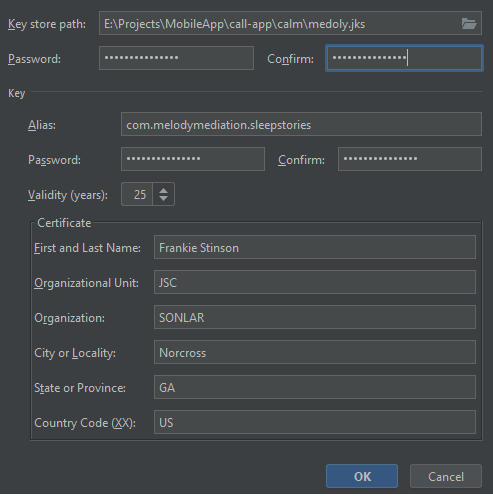 Key store path: E:\Projects\MobileApp\call-app\calm\medoly.jks
Password: ••••••••••••••• Confirm: •••••••••••••••
Key
Alias: com.melodymediation.sleepstories
Password: ••••••••••••••• Confirm: •••••••••••••••
Validity (years): 25
Certificate
First and Last Name: Frankie Stinson
Organizational Unit: JSC
Organization: SONLAR
City or Locality: Norcross
State or Province: GA
Country Code (XX): US
OK Cancel